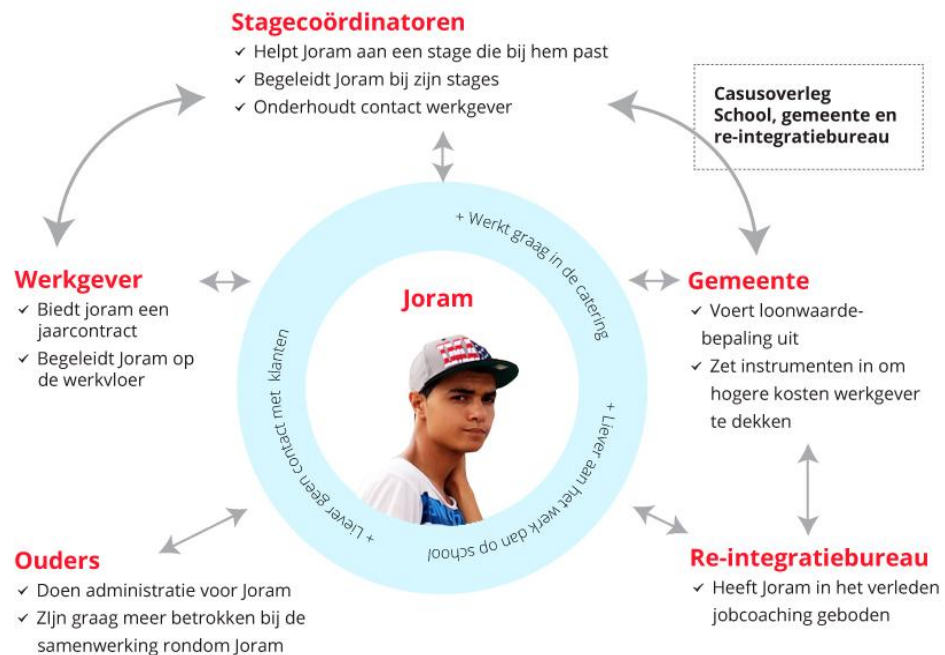 Stagecoördinatoren
✓ Helpt Joram aan een stage die bij hem past
✓ Begeleidt Joram bij zijn stages
✓ Onderhoudt contact werkgever
Casusoverleg
School, gemeente en
re-integratiebureau
Werkgever
✓ Biedt joram een
jaarcontract
✓ Begeleidt Joram op
de werkvloer
Joram
+ Werkt graag in de catering
+ Liever aan het werk dan op school
+ Liever geen contact met klanten
Gemeente
✓ Voert loonwaarde-
bepaling uit
✓ Zet instrumenten in om
hogere kosten werkgever
te dekken
Ouders
✓ Doen administratie voor Joram
✓ ZIjn graag meer betrokken bij de
samenwerking rondom Joram
Re-integratiebureau
✓ Heeft Joram in het verleden
jobcoaching geboden